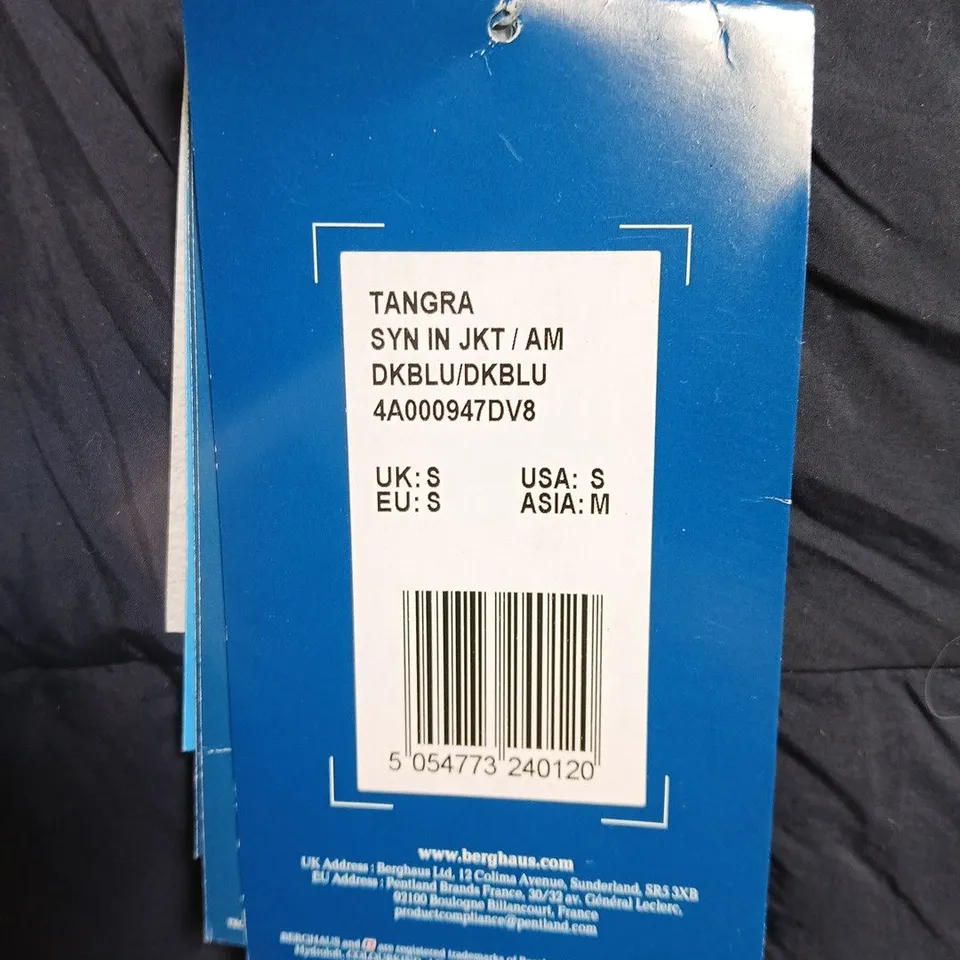 TANGRA
SYN IN JKT / AM
DKBLU/DKBLU
4A000947DV8
UK: S USA: S
EU: S ASIA: M
5 054773 240120
www.berghaus.com
UK Address : Berghaus Ltd, 12 Colima Avenue, Sunderland, SR5 3XB
EU Address : Pentland Brands France, 30/32 av. Général Leclerc,
92100 Boulogne Billancourt, France
productcompliance@pentland.com
BERGHAUS and are registered trademarks of